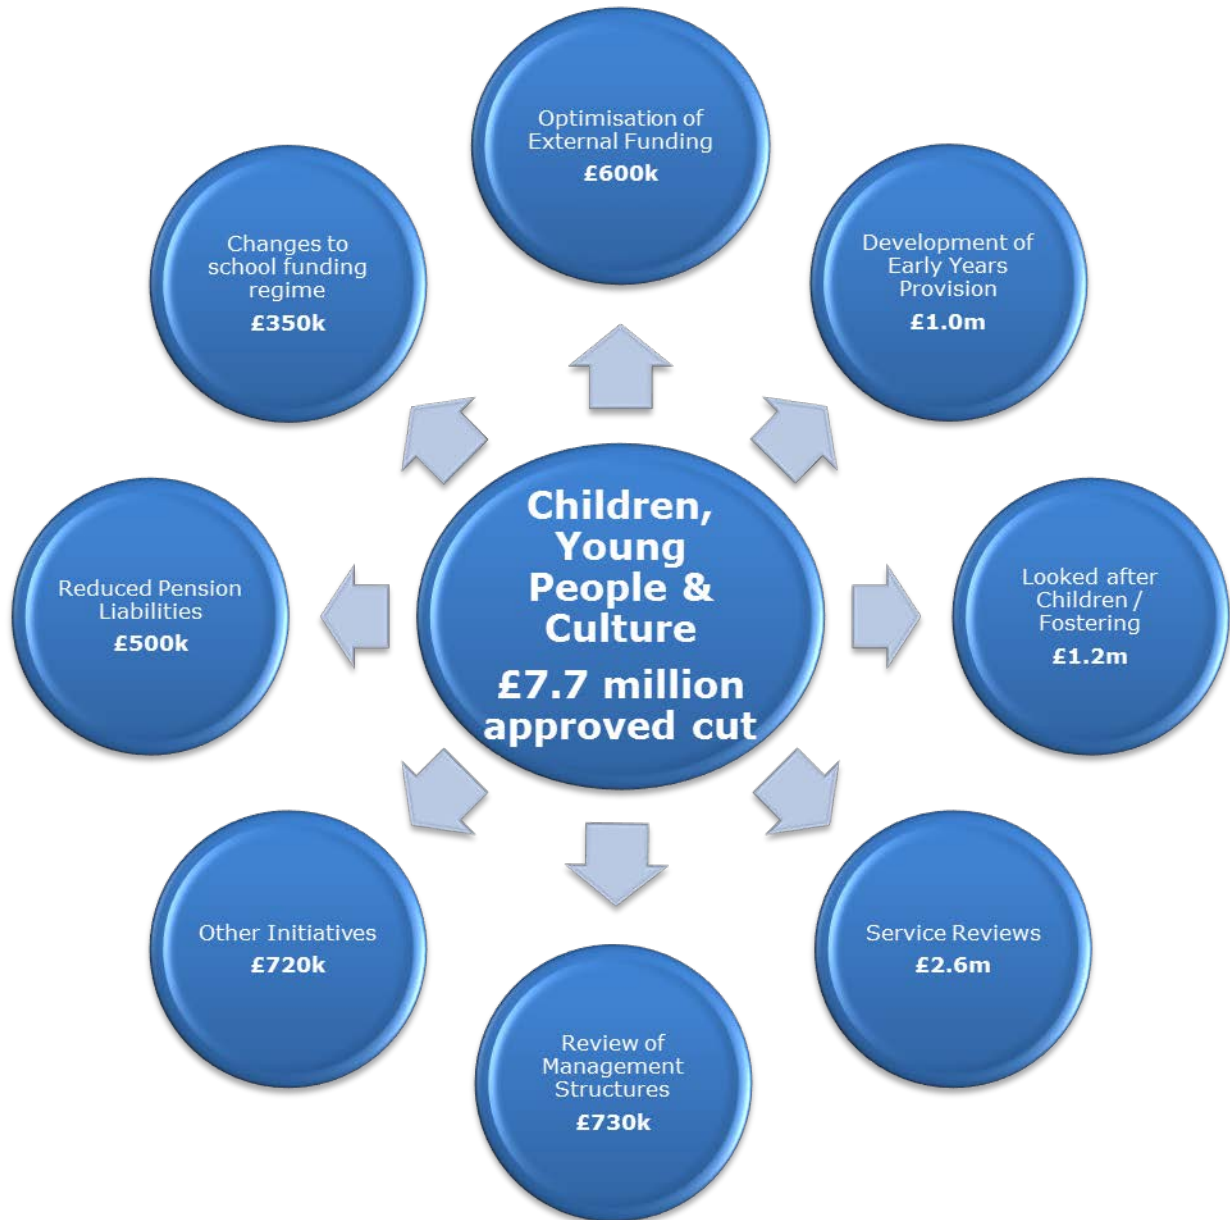 Optimisation of
External Funding
£600k
Development of
Early Years
Provision
£1.0m
Looked after
Children /
Fostering
£1.2m
Service Reviews
£2.6m
Review of
Management
Structures
£730k
Other Initiatives
£720k
Reduced Pension
Liabilities
£500k
Changes to
school funding
regime
£350k
Children,
Young
People &
Culture
£7.7 million
approved cut